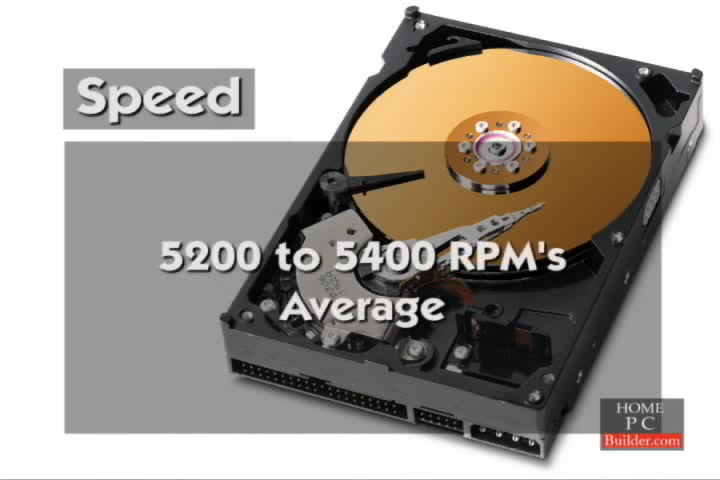 Speed
5200 to 5400 RPM's
Average
HOME
PC
Builder.com